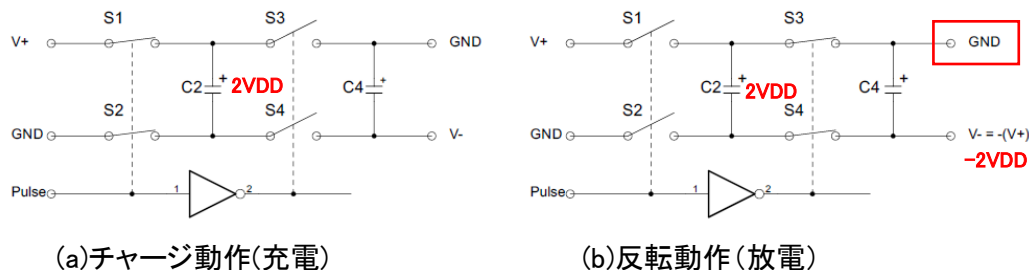 S1 S3
V+ GND
C2 + 2VDD C4 +
S2 S4
GND V-
Pulse 1 2
(a)チャージ動作(充電)
S1 S3
V+ GND
C2 + 2VDD C4 +
S2 S4
GND V- = -(V+)
-2VDD
Pulse 1 2
(b)反転動作(放電)